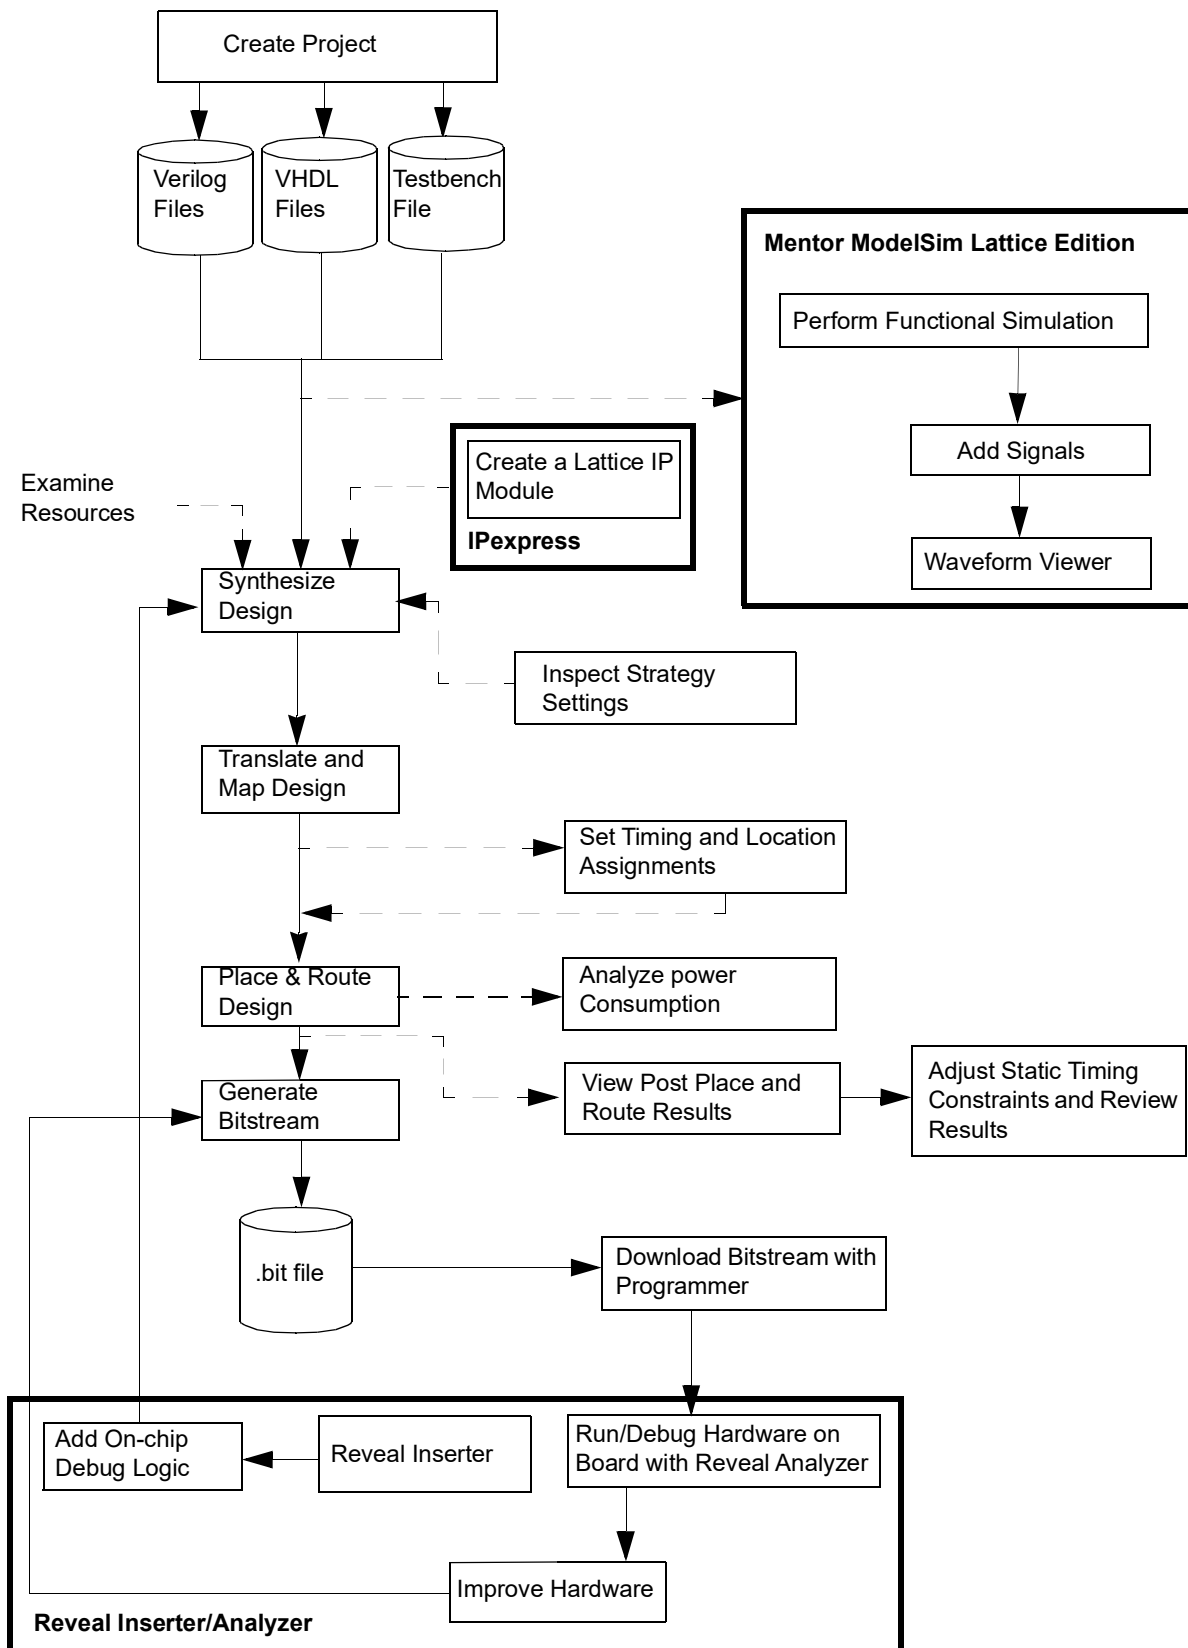 Create Project
Verilog
Files
VHDL
Files
Testbench
File
Mentor ModelSim Lattice Edition
Perform Functional Simulation
Add Signals
Waveform Viewer
Create a Lattice IP
Module
IPexpress
Examine
Resources
Synthesize
Design
Inspect Strategy
Settings
Translate and
Map Design
Set Timing and Location
Assignments
Place & Route
Design
Analyze power
Consumption
Generate
Bitstream
View Post Place and
Route Results
Adjust Static Timing
Constraints and Review
Results
.bit file
Download Bitstream with
Programmer
Add On-chip
Debug Logic
Reveal Inserter
Run/Debug Hardware on
Board with Reveal Analyzer
Improve Hardware
Reveal Inserter/Analyzer